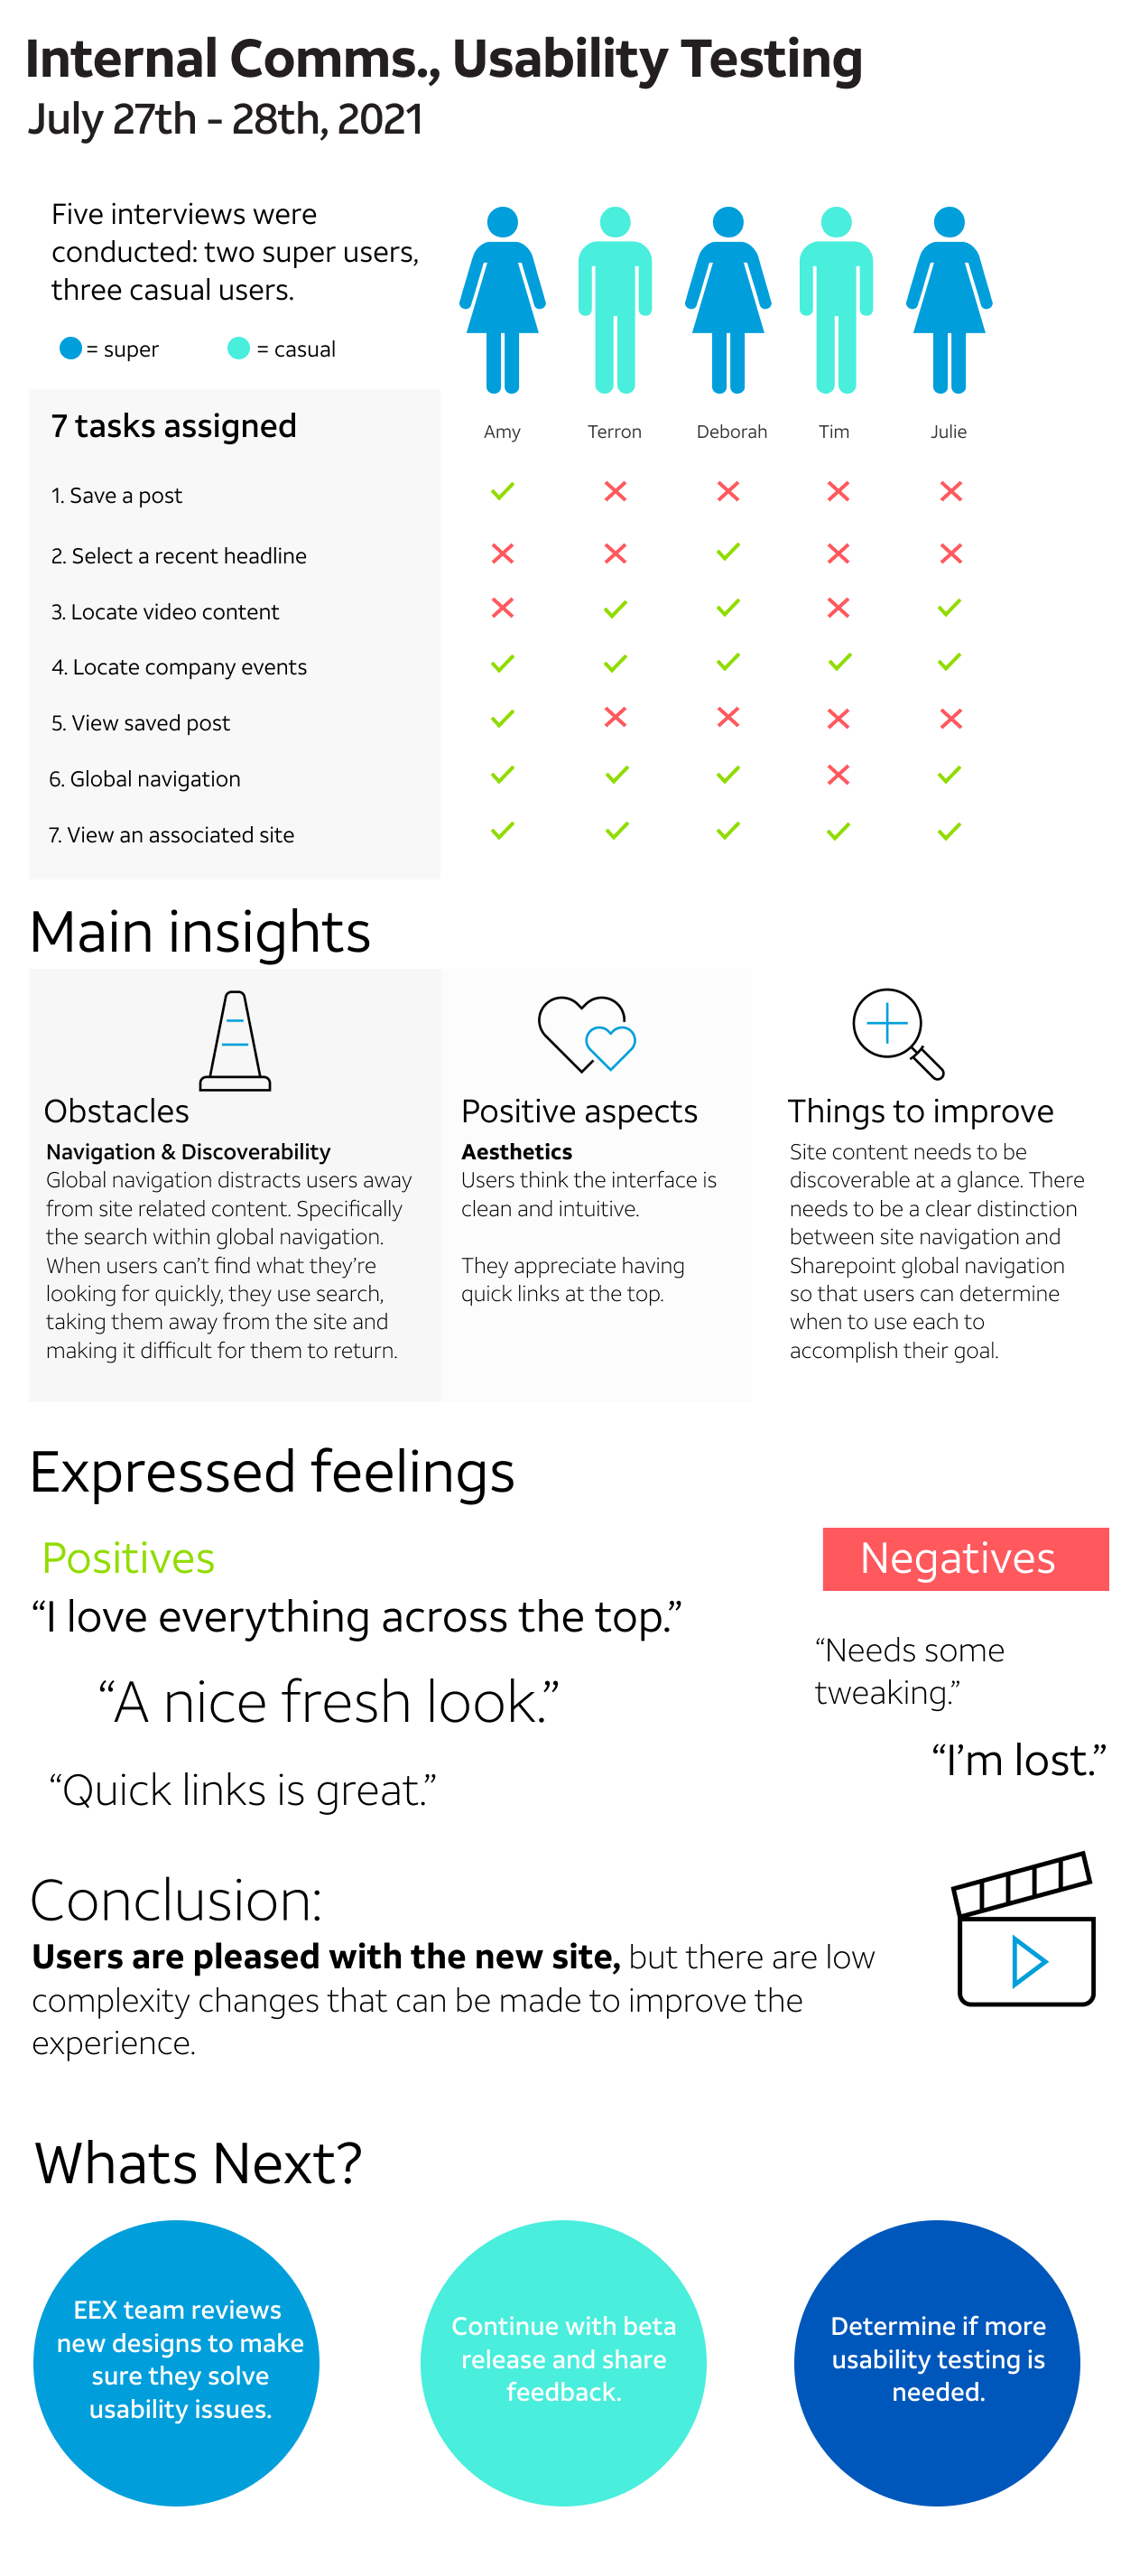 Internal Comms., Usability Testing
July 27th - 28th, 2021
Five interviews were
conducted: two super users,
three casual users.
= super
= casual
7 tasks assigned
Amy
Terron
Deborah
Tim
Julie
1. Save a post
2. Select a recent headline
3. Locate video content
4. Locate company events
5. View saved post
6. Global navigation
7. View an associated site
Main insights
Obstacles
Navigation & Discoverability
Global navigation distracts users away
from site related content. Specifically
the search within global navigation.
When users can’t find what they’re
looking for quickly, they use search,
taking them away from the site and
making it difficult for them to return.
Positive aspects
Aesthetics
Users think the interface is
clean and intuitive.
They appreciate having
quick links at the top.
Things to improve
Site content needs to be
discoverable at a glance. There
needs to be a clear distinction
between site navigation and
Sharepoint global navigation
so that users can determine
when to use each to
accomplish their goal.
Expressed feelings
Positives
“I love everything across the top.”
“A nice fresh look.”
“Quick links is great.”
Negatives
“Needs some
tweaking.”
“I’m lost.”
Conclusion:
Users are pleased with the new site, but there are low
complexity changes that can be made to improve the
experience.
Whats Next?
EEX team reviews
new designs to make
sure they solve
usability issues.
Continue with beta
release and share
feedback.
Determine if more
usability testing is
needed.